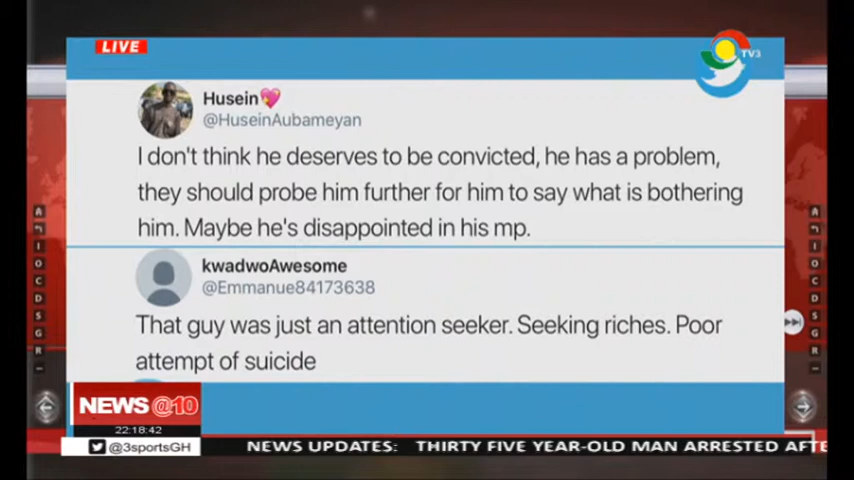 LIVE
TV3
Husein💖
@HuseinAubameyan
I don't think he deserves to be convicted, he has a problem,
they should probe him further for him to say what is bothering
him. Maybe he's disappointed in his mp.
kwadwoAwesome
@Emmanue84173638
That guy was just an attention seeker. Seeking riches. Poor
attempt of suicide
NEWS @10
22:18:42
@3sportsGH
NEWS UPDATES: THIRTY FIVE YEAR-OLD MAN ARRESTED AFTE